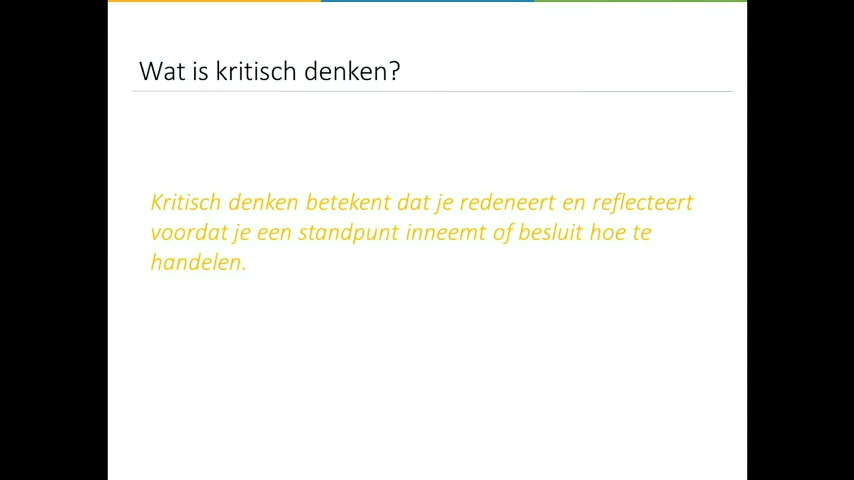 Wat is kritisch denken?
Kritisch denken betekent dat je redeneert en reflecteert
voordat je een standpunt inneemt of besluit hoe te
handelen.